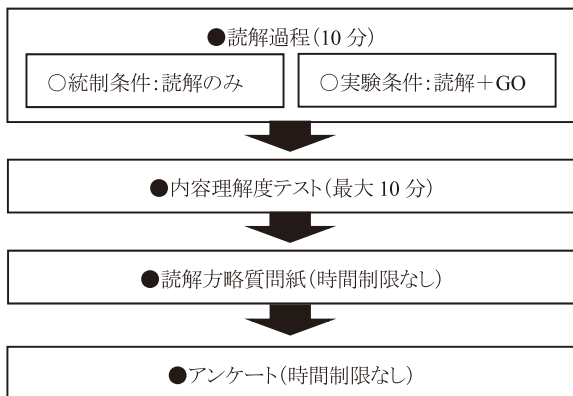 ●読解過程（10 分）
○統制条件：読解のみ
○実験条件：読解＋GO
●内容理解度テスト（最大 10 分）
●読解方略質問紙（時間制限なし）
●アンケート（時間制限なし）